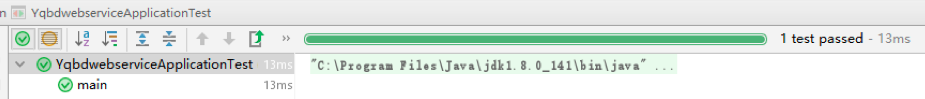 YqbdwebserviceApplicationTest
1 test passed - 13ms
YqbdwebserviceApplicationTest 13ms
"C:\Program Files\Java\jdk1.8.0_141\bin\java" ...
main 13ms